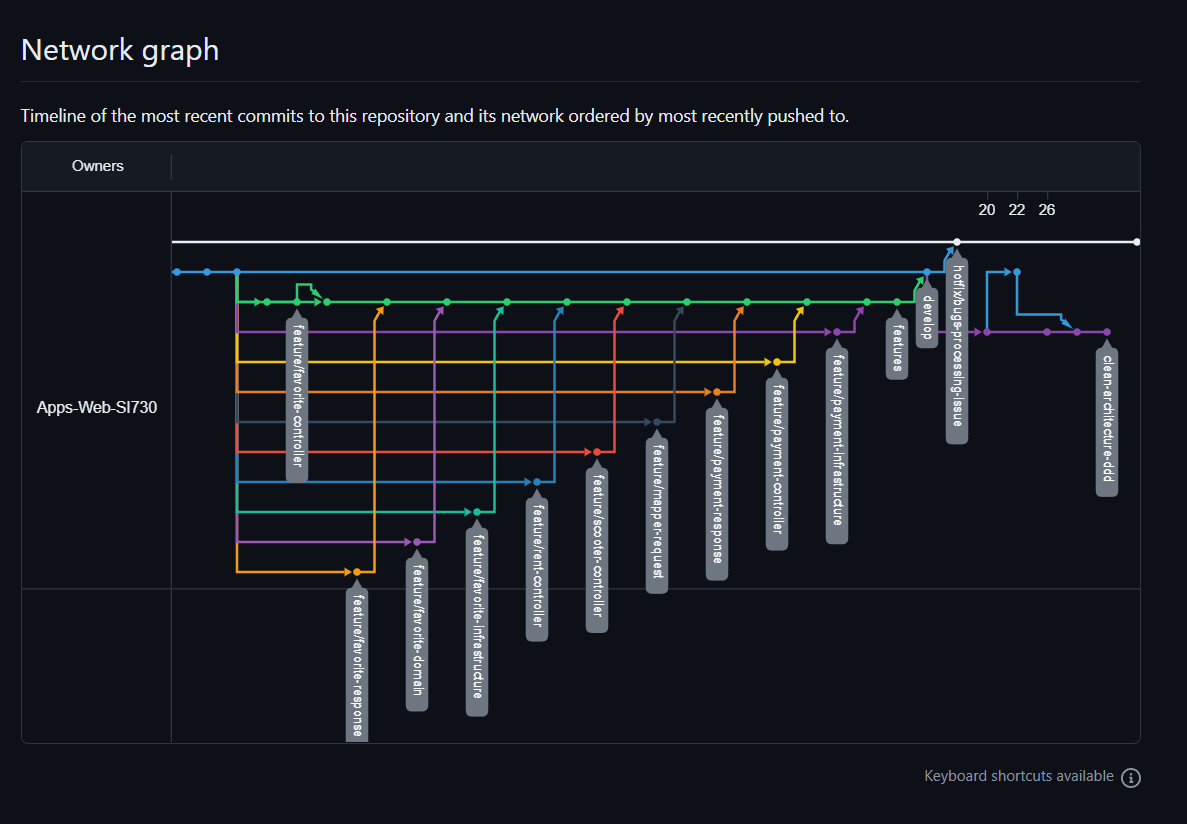 Network graph
Timeline of the most recent commits to this repository and its network ordered by most recently pushed to.
Owners
20 22 26
Apps-Web-SI730
feature/favorite-controller
feature/favorite-response
feature/favorite-domain
feature/favorite-infrastructure
feature/rent-controller
feature/scooter-controller
feature/mapper-request
feature/payment-response
feature/payment-controller
feature/payment-infrastructure
features
develop
hotfix/bugs-processing-issue
clean-architecture-ddd
Keyboard shortcuts available